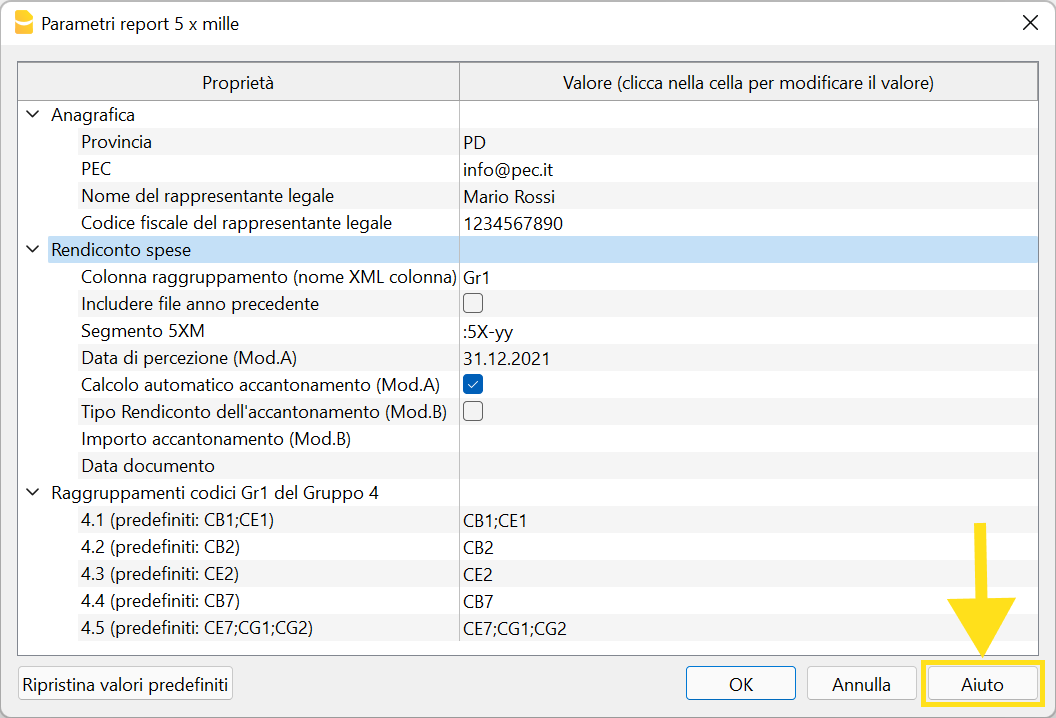 Parametri report 5 x mille
Proprietà Valore (clicca nella cella per modificare il valore)
Anagrafica
Provincia PD
PEC info@pec.it
Nome del rappresentante legale Mario Rossi
Codice fiscale del rappresentante legale 1234567890
Rendiconto spese
Colonna raggruppamento (nome XML colonna) Gr1
Includere file anno precedente
Segmento 5XM :5X-yy
Data di percezione (Mod.A) 31.12.2021
Calcolo automatico accantonamento (Mod.A)
Tipo Rendiconto dell'accantonamento (Mod.B)
Importo accantonamento (Mod.B)
Data documento
Raggruppamenti codici Gr1 del Gruppo 4
4.1 (predefiniti: CB1;CE1) CB1;CE1
4.2 (predefiniti: CB2) CB2
4.3 (predefiniti: CE2) CE2
4.4 (predefiniti: CB7) CB7
4.5 (predefiniti: CE7;CG1;CG2) CE7;CG1;CG2
Ripristina valori predefiniti OK Annulla Aiuto